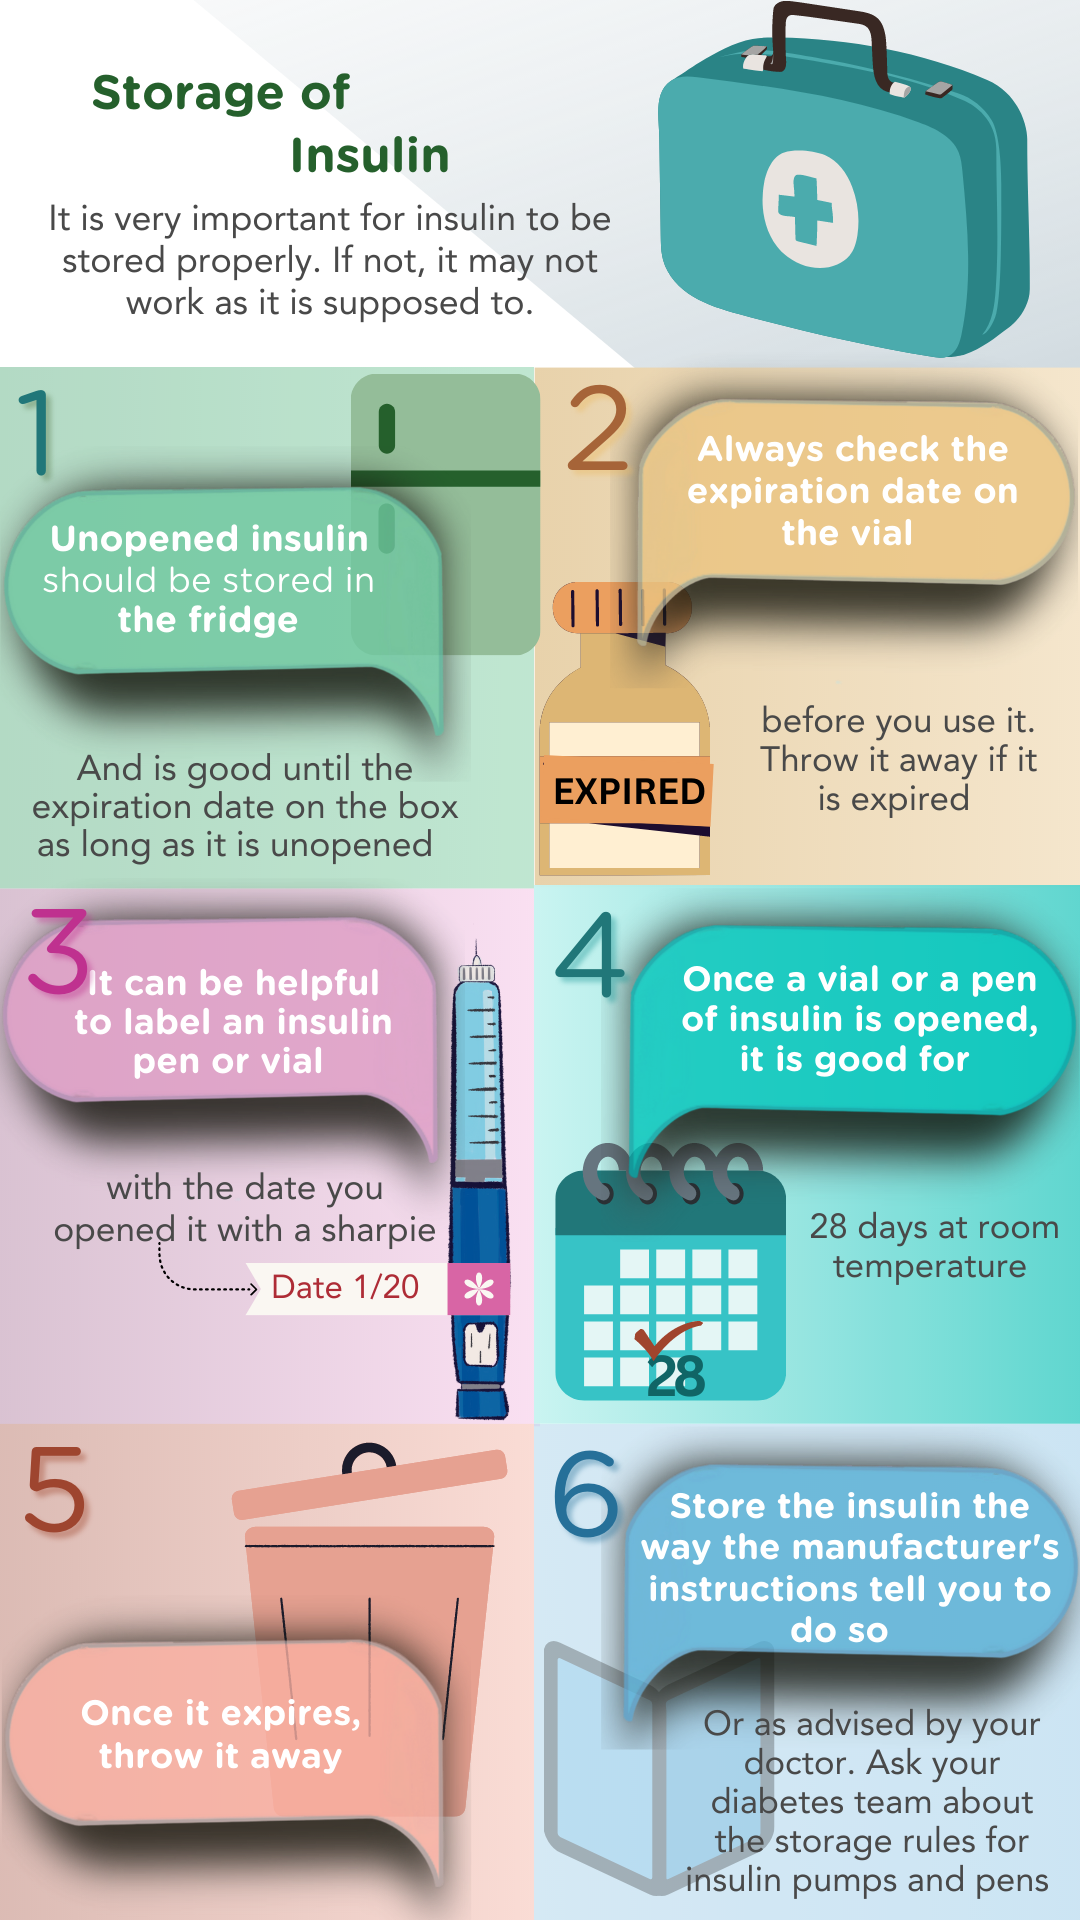 Storage of
Insulin
It is very important for insulin to be
stored properly. If not, it may not
work as it is supposed to.
1
Unopened insulin
should be stored in
the fridge
And is good until the
expiration date on the box
as long as it is unopened
2
Always check the
expiration date on
the vial
EXPIRED
before you use it.
Throw it away if it
is expired
3
It can be helpful
to label an insulin
pen or vial
with the date you
opened it with a sharpie
Date 1/20
4
Once a vial or a pen
of insulin is opened,
it is good for
28 days at room
temperature
28
5
Once it expires,
throw it away
6
Store the insulin the
way the manufacturer's
instructions tell you to
do so
Or as advised by your
doctor. Ask your
diabetes team about
the storage rules for
insulin pumps and pens